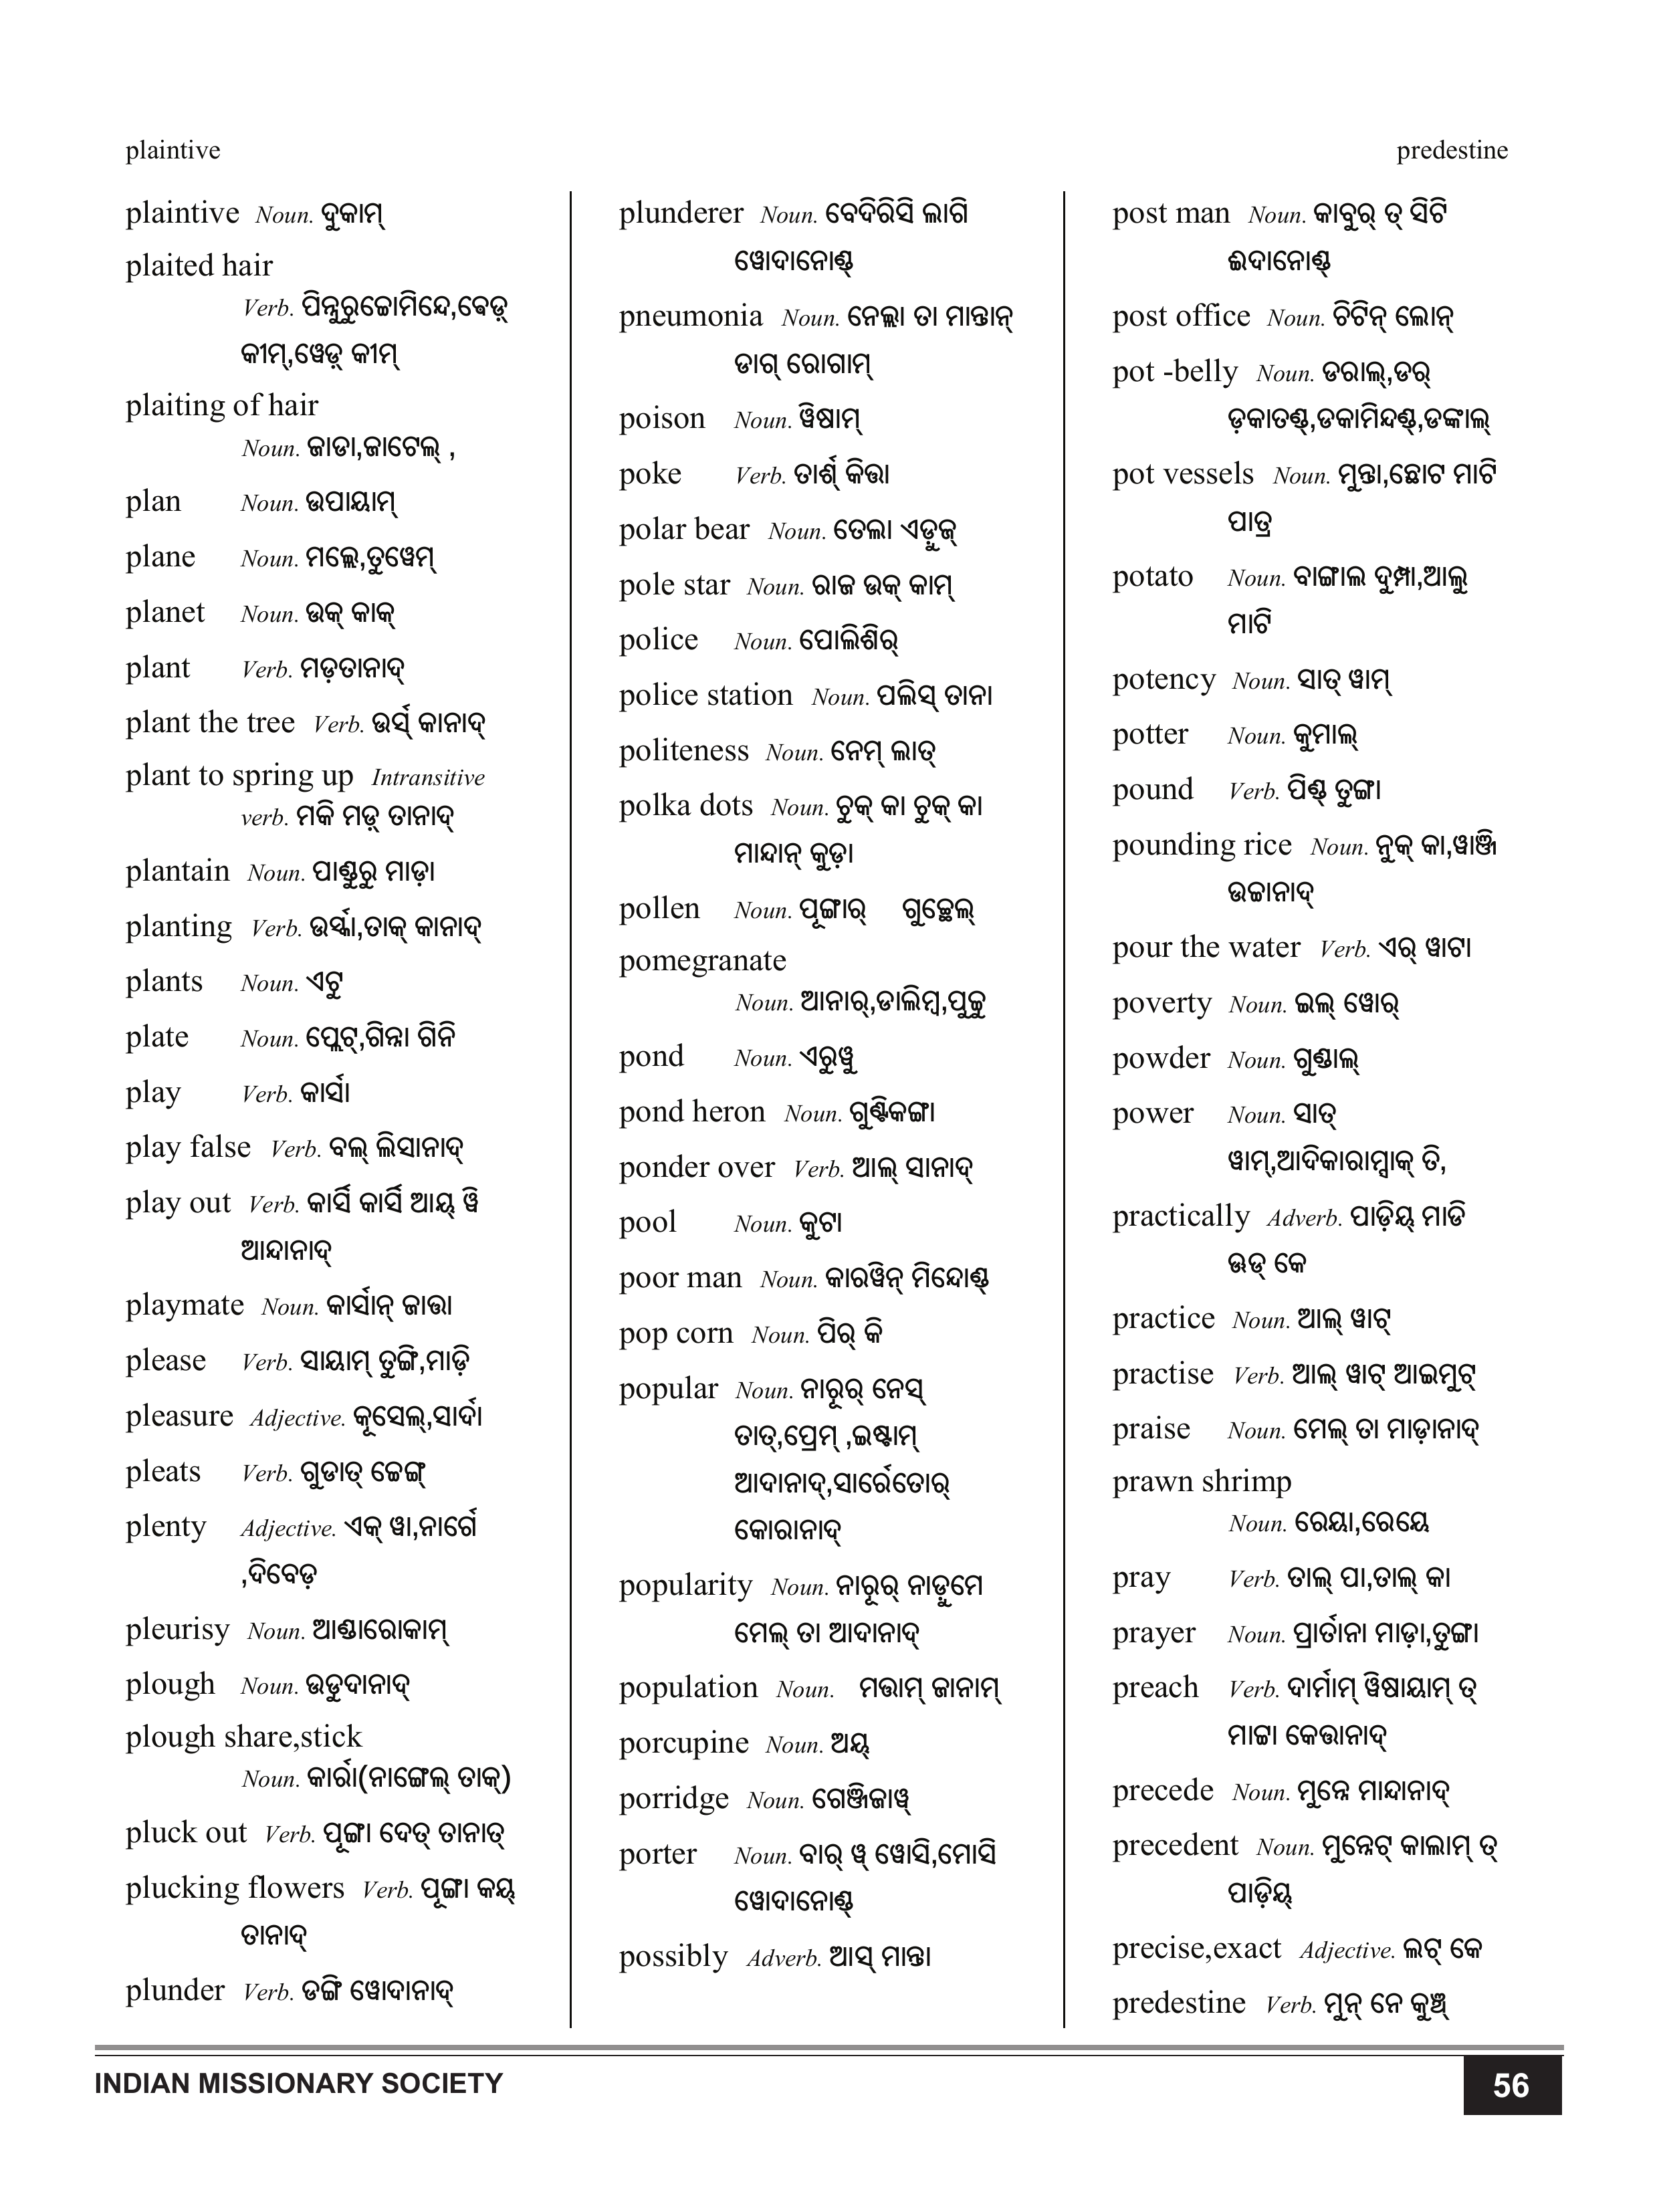 plaintive
predestine
plaintive Noun. ଦୁକାମ୍
plaited hair
Verb. ପିନ୍ନୁରୁଚ୍ଚୋମିନ୍ଦେ,ଡ଼େଡ଼୍
କୀମ୍,ୱେଡ଼୍ କୀମ୍
plaiting of hair
Noun. ଜାଡା,ଜାଟେଲ୍ ,
plan Noun. ଉପାୟାମ୍
plane Noun. ମଲ୍ଲେ,ତୁୱେମ୍
planet Noun. ଉକ୍ କାକ୍
plant Verb. ମଡ଼ତାନାଦ୍
plant the tree Verb. ଉର୍ସ୍ କାନାଦ୍
plant to spring up Intransitive
verb. ମକି ମଡ଼୍ ତାନାଦ୍
plantain Noun. ପାଣ୍ଡୁରୁ ମାଡ଼ା
planting Verb. ଉର୍ସ୍କା,ତାକ୍ କାନାଦ୍
plants Noun. ଏଟୁ
plate Noun. ପ୍ଲେଟ୍,ଗିନ୍ନା ଗିନି
play Verb. କାର୍ସା
play false Verb. ବଲ୍ ଲିସାନାଦ୍
play out Verb. କାର୍ସି କାର୍ସି ଆୟ୍ ୱି
ଆନ୍ଦାନାଦ୍
playmate Noun. କାର୍ସାନ୍ ଜାତ୍ତା
please Verb. ସାୟାମ୍ ତୁଙ୍ଗି,ମାଡ଼ି
pleasure Adjective. କୂସେଲ୍,ସାର୍ଦା
pleats Verb. ଗୁଡାତ୍ ଚ୍ଚେଙ୍ଗ୍
plenty Adjective. ଏକ୍ ୱା,ନାର୍ଗେ
,ଦିବେଡ଼
pleurisy Noun. ଆଣ୍ଡାରୋକାମ୍
plough Noun. ଉଡୁଦାନାଦ୍
plough share,stick
Noun. କାର୍ରା(ନାଙ୍ଗେଲ୍ ତାକ୍)
pluck out Verb. ପୂଙ୍ଗା ଦେତ୍ ତାନାତ୍
plucking flowers Verb. ପୂଙ୍ଗା କୟ୍
ତାନାଦ୍
plunder Verb. ଡଙ୍ଗି ୱୋଦାନାଦ୍
plunderer Noun. ବେଦିରିସି ଲାଗି
ୱୋଦାନୋଣ୍ଡ୍
pneumonia Noun. ନେଲ୍ଲା ତା ମାନ୍ତାନ୍
ଡାଗ୍ ରୋଗାମ୍
poison Noun. ୱିଷାମ୍
poke Verb. ତାର୍ଶ୍ କିତ୍ତା
polar bear Noun. ତେଲା ଏଡ଼ୁଜ୍
pole star Noun. ରାଜ ଉକ୍ କାମ୍
police Noun. ପୋଲିଶିର୍
police station Noun. ପଲିସ୍ ତାନା
politeness Noun. ନେମ୍ ଲାତ୍
polka dots Noun. ଚୁକ୍ କା ଚୁକ୍ କା
ମାନ୍ଦାନ୍ କୁଡ଼ା
pollen Noun. ପୂଙ୍ଗାର୍ ଗୁଚ୍ଛେଲ୍
pomegranate
Noun. ଆନାର୍,ଡାଲିମ୍ବ,ପୁଚ୍ଚୁ
pond Noun. ଏରୁୱୁ
pond heron Noun. ଗୁଣ୍ଟିକଙ୍ଗା
ponder over Verb. ଆଲ୍ ସାନାଦ୍
pool Noun. କୁଟା
poor man Noun. କାରୱିନ୍ ମିନ୍ଦୋଣ୍ଡ୍
pop corn Noun. ପିର୍ କି
popular Noun. ନାରୂର୍ ନେସ୍
ତାତ୍,ପ୍ରେମ୍ ,ଇଷ୍ଟାମ୍
ଆଦାନାଦ୍,ସାର୍ରେତୋର୍
କୋରାନାଦ୍
popularity Noun. ନାରୂର୍ ନାଡ଼ୁମେ
ମେଲ୍ ତା ଆଦାନାଦ୍
population Noun. ମତ୍ତାମ୍ ଜାନାମ୍
porcupine Noun. ଅୟ୍
porridge Noun. ଗେଞ୍ଜିଜାୱ୍
porter Noun. ବାର୍ ୱ୍ ୱୋସି,ମୋସି
ୱୋଦାନୋଣ୍ଡ୍
possibly Adverb. ଆସ୍ ମାନ୍ତା
post man Noun. କାବୁର୍ ତ୍ ସିଟି
ଈଦାନୋଣ୍ଡ୍
post office Noun. ଚିଟିନ୍ ଲୋନ୍
pot -belly Noun. ଡରାଲ୍,ଡର୍
ଡ଼କାତଣ୍ଡ୍,ଡକାମିନ୍ଦଣ୍ଡ୍,ଡଙ୍କାଲ୍
pot vessels Noun. ମୁନ୍ତା,ଛୋଟ ମାଟି
ପାତ୍ର
potato Noun. ବାଙ୍ଗାଲ ଦୁମ୍ପା,ଆଲୁ
ମାଟି
potency Noun. ସାତ୍ ୱାମ୍
potter Noun. କୁମାଲ୍
pound Verb. ପିଣ୍ଡ୍ ତୁଙ୍ଗା
pounding rice Noun. ନୁକ୍ କା,ୱାଞ୍ଜି
ଉଚ୍ଚାନାଦ୍
pour the water Verb. ଏର୍ ୱାଟା
poverty Noun. ଇଲ୍ ୱୋର୍
powder Noun. ଗୁଣ୍ଡାଲ୍
power Noun. ସାତ୍
ୱାମ୍,ଆଦିକାରାମ୍ସାକ୍ ତି,
practically Adverb. ପାଡ଼ିୟ୍ ମାଡି
ଊଡ୍ କେ
practice Noun. ଆଲ୍ ୱାଟ୍
practise Verb. ଆଲ୍ ୱାଟ୍ ଆଇମୁଟ୍
praise Noun. ମେଲ୍ ତା ମାଡ଼ାନାଦ୍
prawn shrimp
Noun. ରେୟା,ରେୟେ
pray Verb. ତାଲ୍ ପା,ତାଲ୍ କା
prayer Noun. ପ୍ରାର୍ତାନା ମାଡ଼ା,ତୁଙ୍ଗା
preach Verb. ଦାର୍ମାମ୍ ୱିଷାୟାମ୍ ତ୍
ମାଟ୍ଟା କେତ୍ତାନାଦ୍
precede Noun. ମୁନ୍ନେ ମାନ୍ଦାନାଦ୍
precedent Noun. ମୁନ୍ନେଟ୍ କାଲାମ୍ ତ୍
ପାଡ଼ିୟ୍
precise,exact Adjective. ଲଟ୍ କେ
predestine Verb. ମୁନ୍ ନେ କୁଞ୍ଚ୍
INDIAN MISSIONARY SOCIETY
56